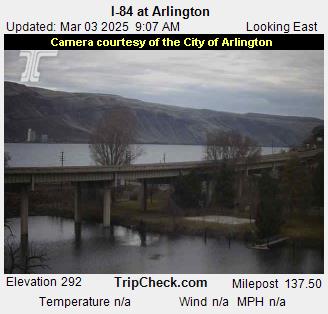 I-84 at Arlington
Updated: Mar 03 2025 9:07 AM Looking East
Camera courtesy of the City of Arlington
Elevation 292 TripCheck.com Milepost 137.50
Temperature n/a Wind n/a MPH n/a